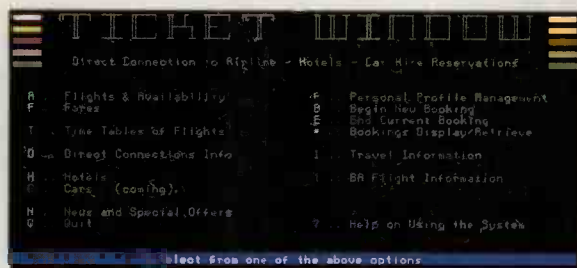 TICKET WINDOW
Direct Connection to Airline - Hotels - Car Hire Reservations
A .. Flights & Availability
F .. Fares
T .. Time Tables of Flights
D .. Direct Connections Info
H .. Hotels
Cars (coming).
N .. News and Special Offers
Q .. Quit
.. Personal Profile Management
B .. Begin New Booking
E .. End Current Booking
* .. Bookings Display/Retrieve
I .. Travel Information
.. BA Flight Information
? .. Help on Using the System
elect from one of the above options